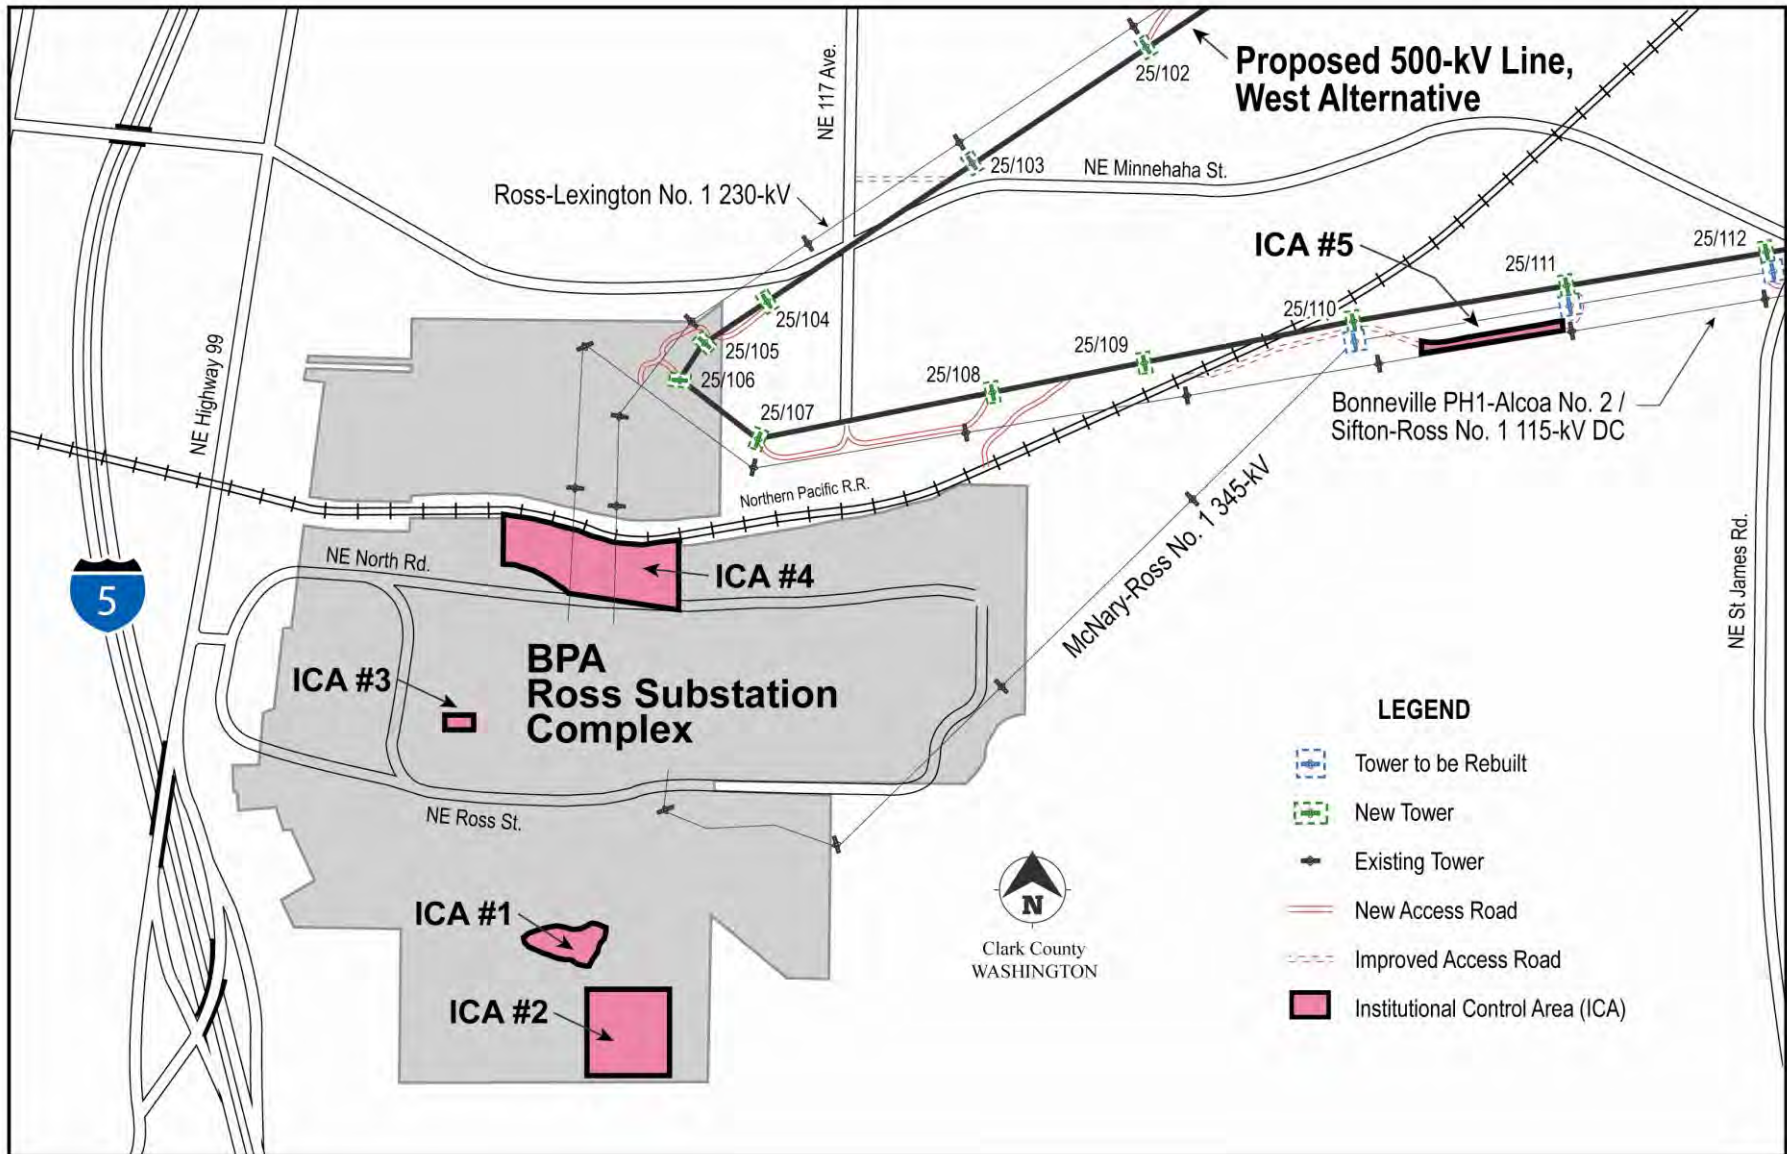 25/102
Proposed 500-kV Line,
West Alternative
NE 117 Ave.
25/103
NE Minnehaha St.
Ross-Lexington No. 1 230-kV
ICA #5
25/112
25/111
25/110
25/104
25/105
25/109
25/106
25/108
25/107
NE Highway 99
Bonneville PH1-Alcoa No. 2 /
Sifton-Ross No. 1 115-kV DC
Northern Pacific R.R.
McNary-Ross No. 1 345-kV
NE St James Rd.
NE North Rd.
ICA #4
5
BPA
Ross Substation
Complex
ICA #3
NE Ross St.
ICA #1
ICA #2
N
Clark County
WASHINGTON
LEGEND
Tower to be Rebuilt
New Tower
Existing Tower
New Access Road
Improved Access Road
Institutional Control Area (ICA)